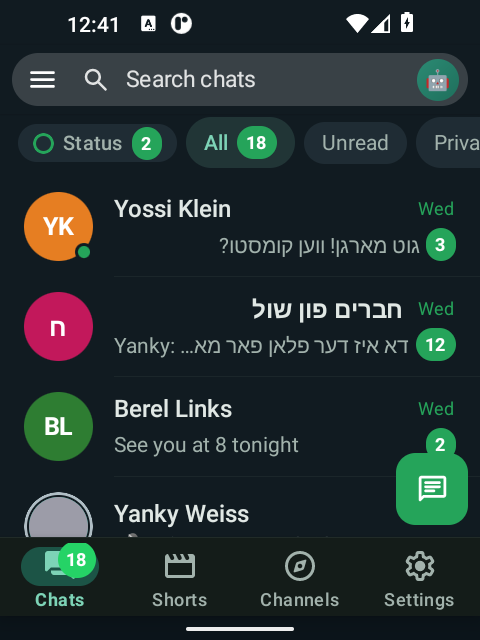 12:41
Search chats
Status 2
All 18
Unread
Priva
YK
Yossi Klein
Wed
גוט מארגן! ווען קומסטו?
3
ח
חברים פון שול
Wed
Yanky: דא איז דער פלאן פאר מא...
12
BL
Berel Links
Wed
See you at 8 tonight
2
Yanky Weiss
18
Chats
Shorts
Channels
Settings